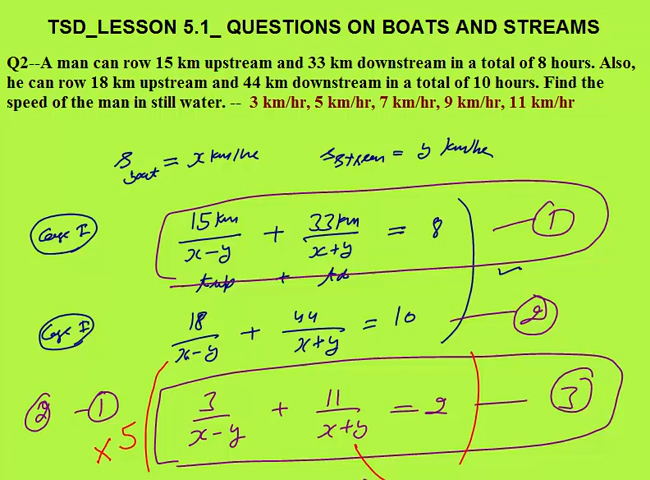 TSD_LESSON 5.1_ QUESTIONS ON BOATS AND STREAMS
Q2--A man can row 15 km upstream and 33 km downstream in a total of 8 hours. Also,
he can row 18 km upstream and 44 km downstream in a total of 10 hours. Find the
speed of the man in still water. -- 3 km/hr, 5 km/hr, 7 km/hr, 9 km/hr, 11 km/hr
S boat = x km/hr S stream = y km/hr
Case I 15 km / x-y + 33 km / x+y = 8 — 1
tup + td
Case I 18 / x-y + 44 / x+y = 10 — 2
2 - 1 3 / x-y + 11 / x+y = 2 — 3
x 5